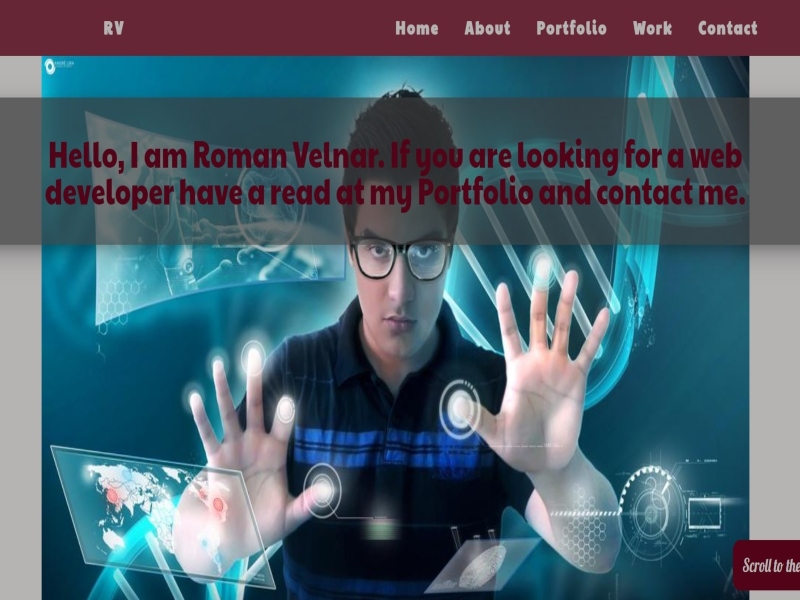 RV
Home About Portfolio Work Contact
Hello, I am Roman Velnar. If you are looking for a web
developer have a read at my Portfolio and contact me.
Scroll to the